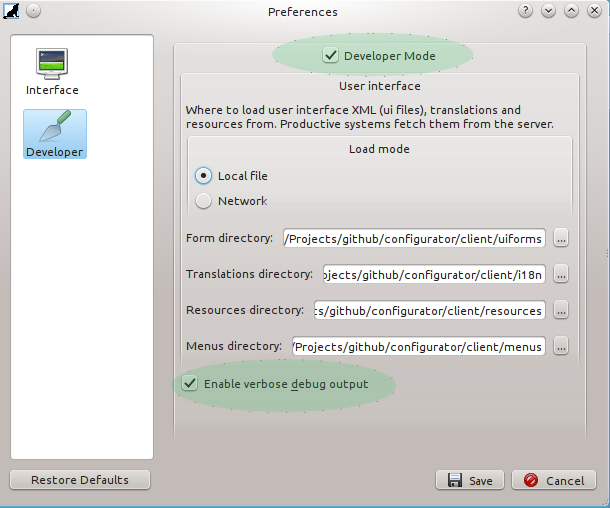 Preferences
Interface
Developer
Developer Mode
User interface
Where to load user interface XML (ui files), translations and
resources from. Productive systems fetch them from the server.
Load mode
Local file
Network
Form directory: /Projects/github/configurator/client/uiforms ...
Translations directory: ojects/github/configurator/client/i18n ...
Resources directory: ts/github/configurator/client/resources ...
Menus directory: /Projects/github/configurator/client/menus ...
Enable verbose debug output
Restore Defaults
Save
Cancel